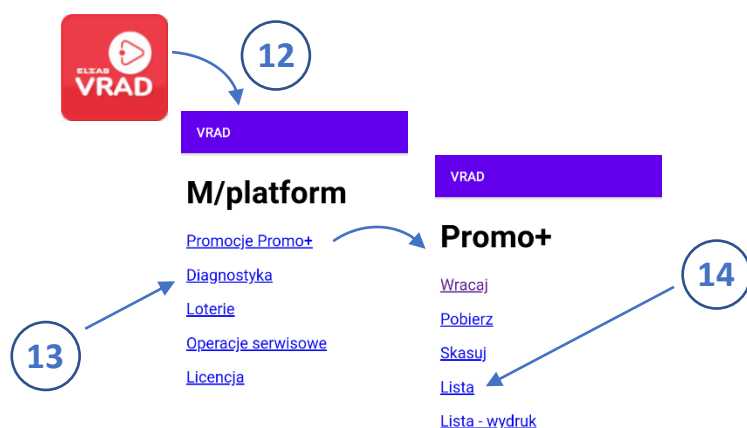 12
ELZAB
VRAD
VRAD
M/platform
Promocje Promo+
Diagnostyka
Loterie
Operacje serwisowe
Licencja
13
VRAD
Promo+
Wracaj
Pobierz
Skasuj
Lista
Lista - wydruk
14